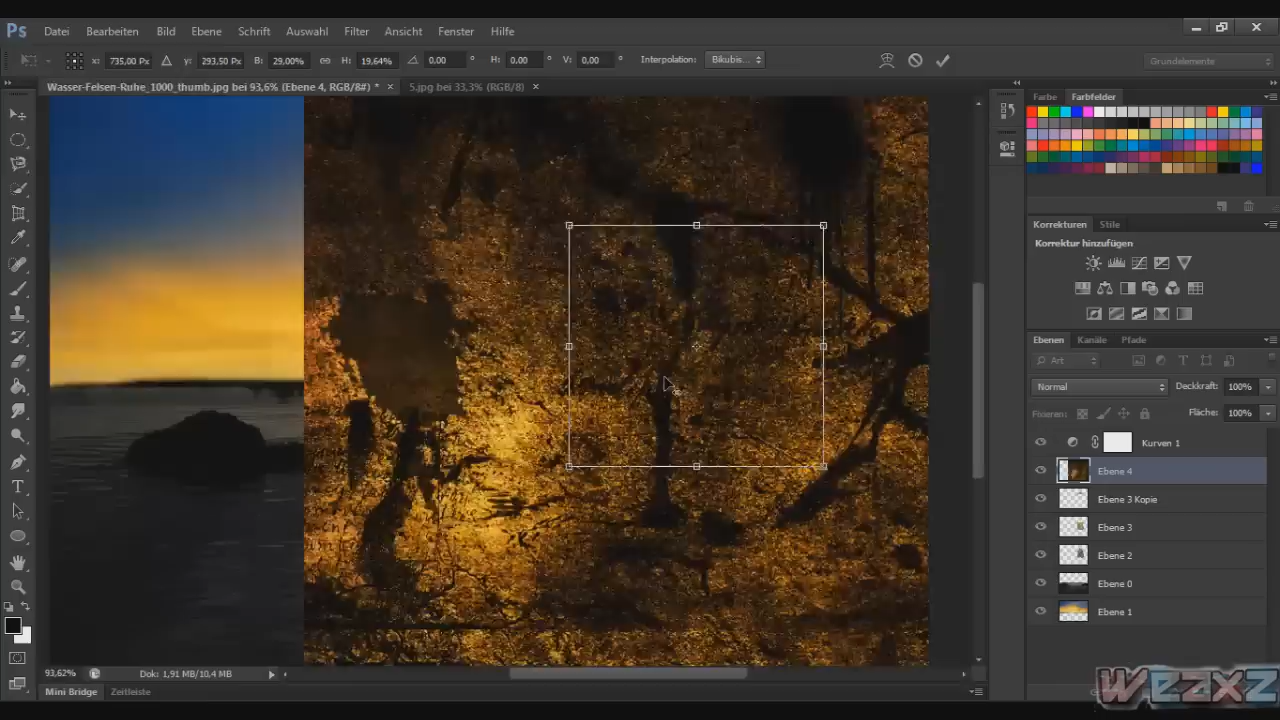 Ps Datei Bearbeiten Bild Ebene Schrift Auswahl Filter Ansicht Fenster Hilfe
x: 735,00 Px y: 293,50 Px B: 29,00% H: 19,64% 0,00 ° H: 0,00 ° V: 0,00 ° Interpolation: Bikubis... Grundelemente
Wasser-Felsen-Ruhe_1000_thumb.jpg bei 93,6% (Ebene 4, RGB/8#) * × 5.jpg bei 33,3% (RGB/8) ×
Farbe Farbfelder
Korrekturen Stile
Korrektur hinzufügen
Ebenen Kanäle Pfade
Art
Normal Deckkraft: 100%
Fixieren: Fläche: 100%
Kurven 1
Ebene 4
Ebene 3 Kopie
Ebene 3
Ebene 2
Ebene 0
Ebene 1
93,62% Dok: 1,91 MB/10,4 MB
Mini Bridge Zeitleiste
Weaxz